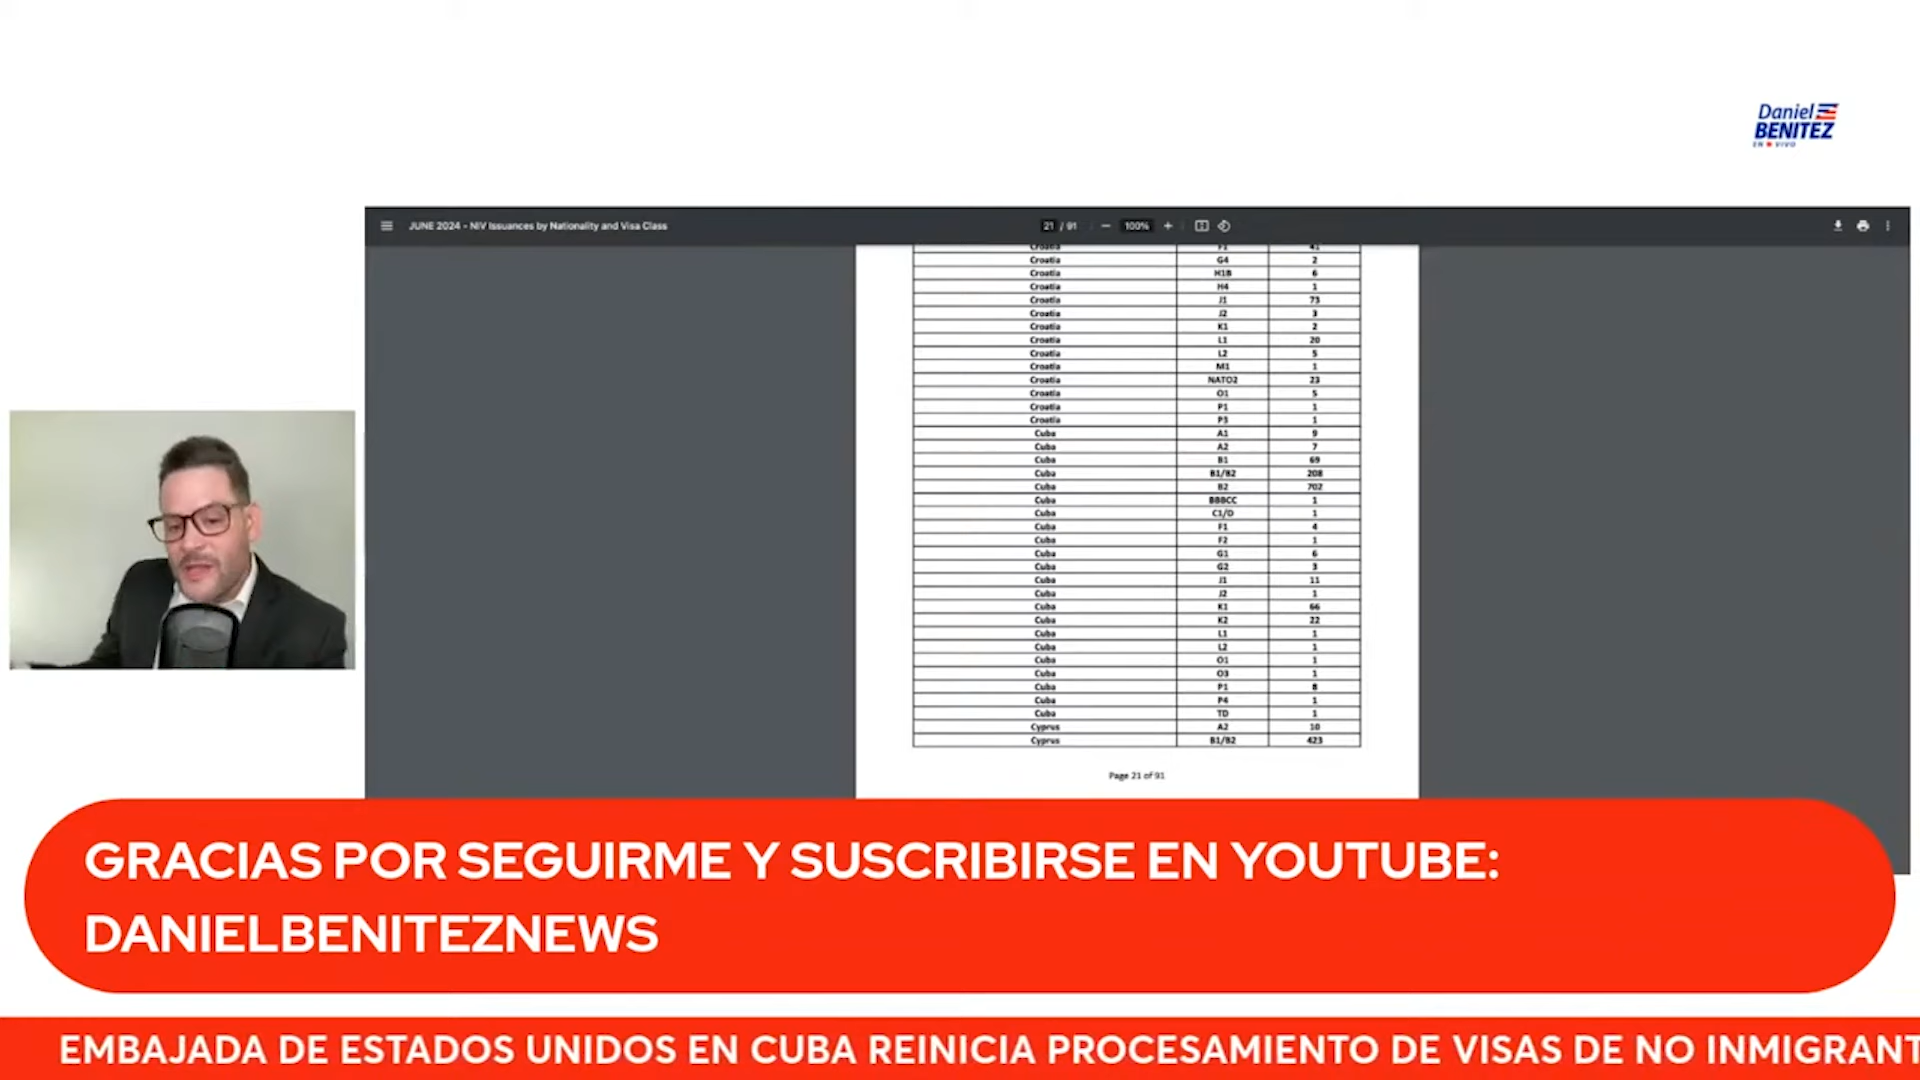 Daniel
BENITEZ
EN VIVO
JUNE 2024 - NIV Issuances by Nationality and Visa Class
21 / 91
100%
Croatia F1 41
Croatia G4 2
Croatia H1B 6
Croatia H4 1
Croatia J1 73
Croatia J2 3
Croatia K1 2
Croatia L1 20
Croatia L2 5
Croatia M1 1
Croatia NATO2 23
Croatia O1 5
Croatia P1 1
Croatia P3 1
Cuba A1 9
Cuba A2 7
Cuba B1 69
Cuba B1/B2 208
Cuba B2 702
Cuba BBBCC 1
Cuba C1/D 1
Cuba F1 4
Cuba F2 1
Cuba G1 6
Cuba G2 3
Cuba J1 11
Cuba J2 1
Cuba K1 66
Cuba K2 22
Cuba L1 1
Cuba L2 1
Cuba O1 1
Cuba O3 1
Cuba P1 8
Cuba P4 1
Cuba TD 1
Cyprus A2 10
Cyprus B1/B2 423
Page 21 of 91
GRACIAS POR SEGUIRME Y SUSCRIBIRSE EN YOUTUBE:
DANIELBENITEZNEWS
EMBAJADA DE ESTADOS UNIDOS EN CUBA REINICIA PROCESAMIENTO DE VISAS DE NO INMIGRANT